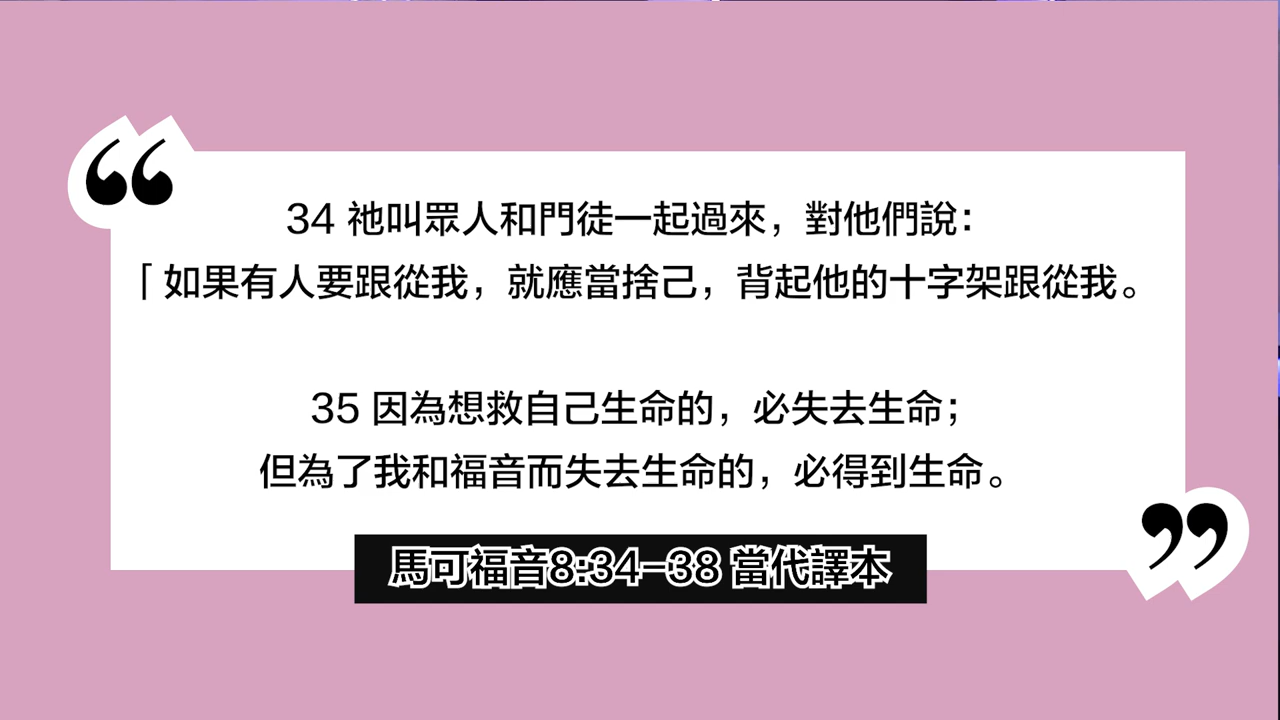 34 祂叫眾人和門徒一起過來，對他們說：
「如果有人要跟從我，就應當捨己，背起他的十字架跟從我。
35 因為想救自己生命的，必失去生命；
但為了我和福音而失去生命的，必得到生命。
馬可福音8:34-38 當代譯本